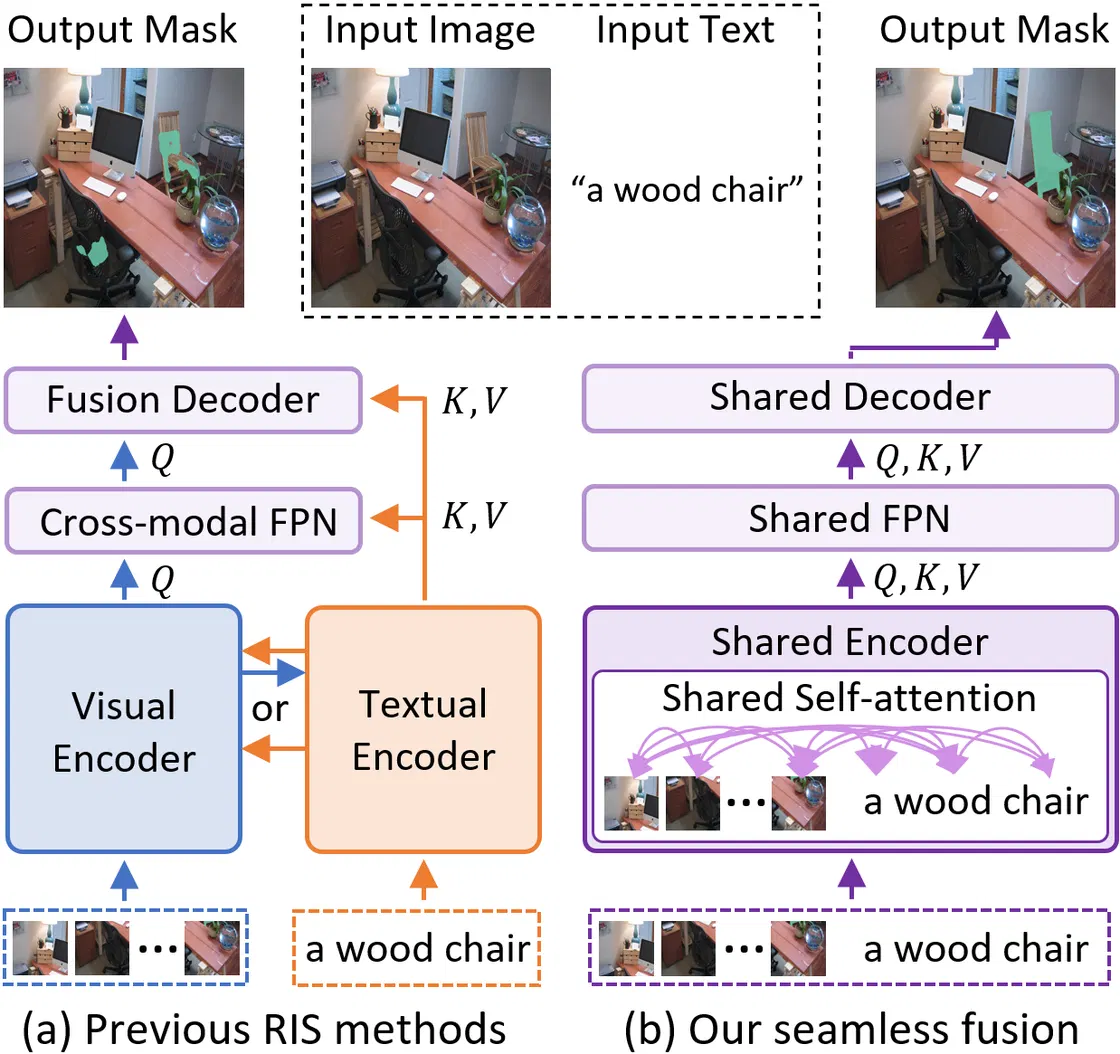 Output Mask
Input Image
Input Text
Output Mask
“a wood chair”
Fusion Decoder
K, V
Q
Cross-modal FPN
K, V
Q
Visual
Encoder
or
Textual
Encoder
a wood chair
(a) Previous RIS methods
Shared Decoder
Q, K, V
Shared FPN
Q, K, V
Shared Encoder
Shared Self-attention
... a wood chair
... a wood chair
(b) Our seamless fusion